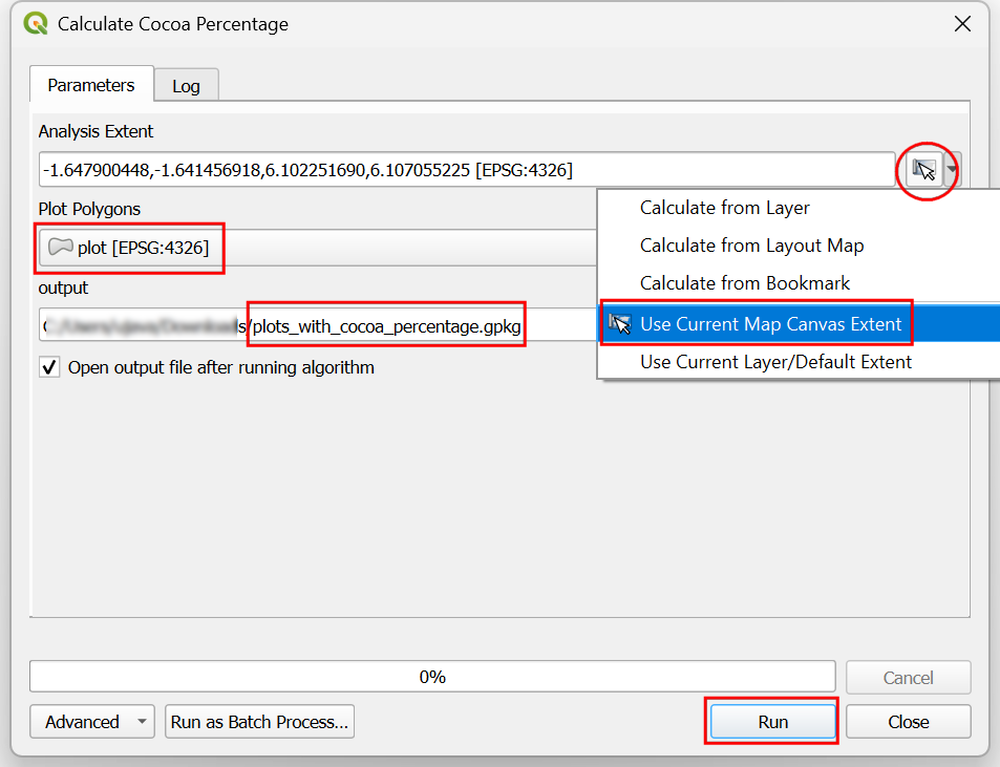 Calculate Cocoa Percentage
Parameters
Log
Analysis Extent
-1.647900448,-1.641456918,6.102251690,6.107055225 [EPSG:4326]
Calculate from Layer
Calculate from Layout Map
Calculate from Bookmark
Use Current Map Canvas Extent
Use Current Layer/Default Extent
Plot Polygons
plot [EPSG:4326]
output
/plots_with_cocoa_percentage.gpkg
Open output file after running algorithm
0%
Cancel
Advanced
Run as Batch Process...
Run
Close